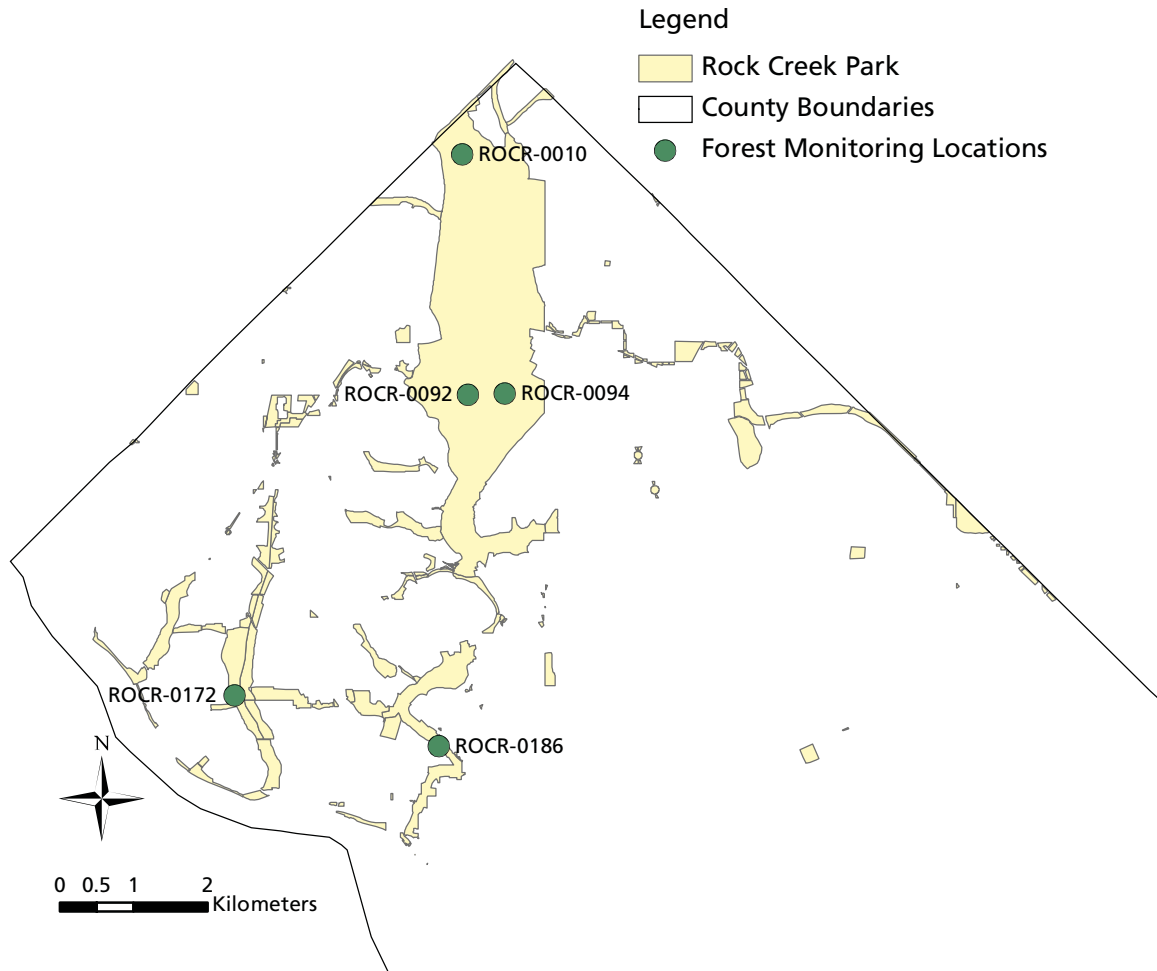 Legend
Rock Creek Park
County Boundaries
Forest Monitoring Locations
ROCR-0010
ROCR-0092
ROCR-0094
ROCR-0172
ROCR-0186
N
0 0.5 1 2
Kilometers